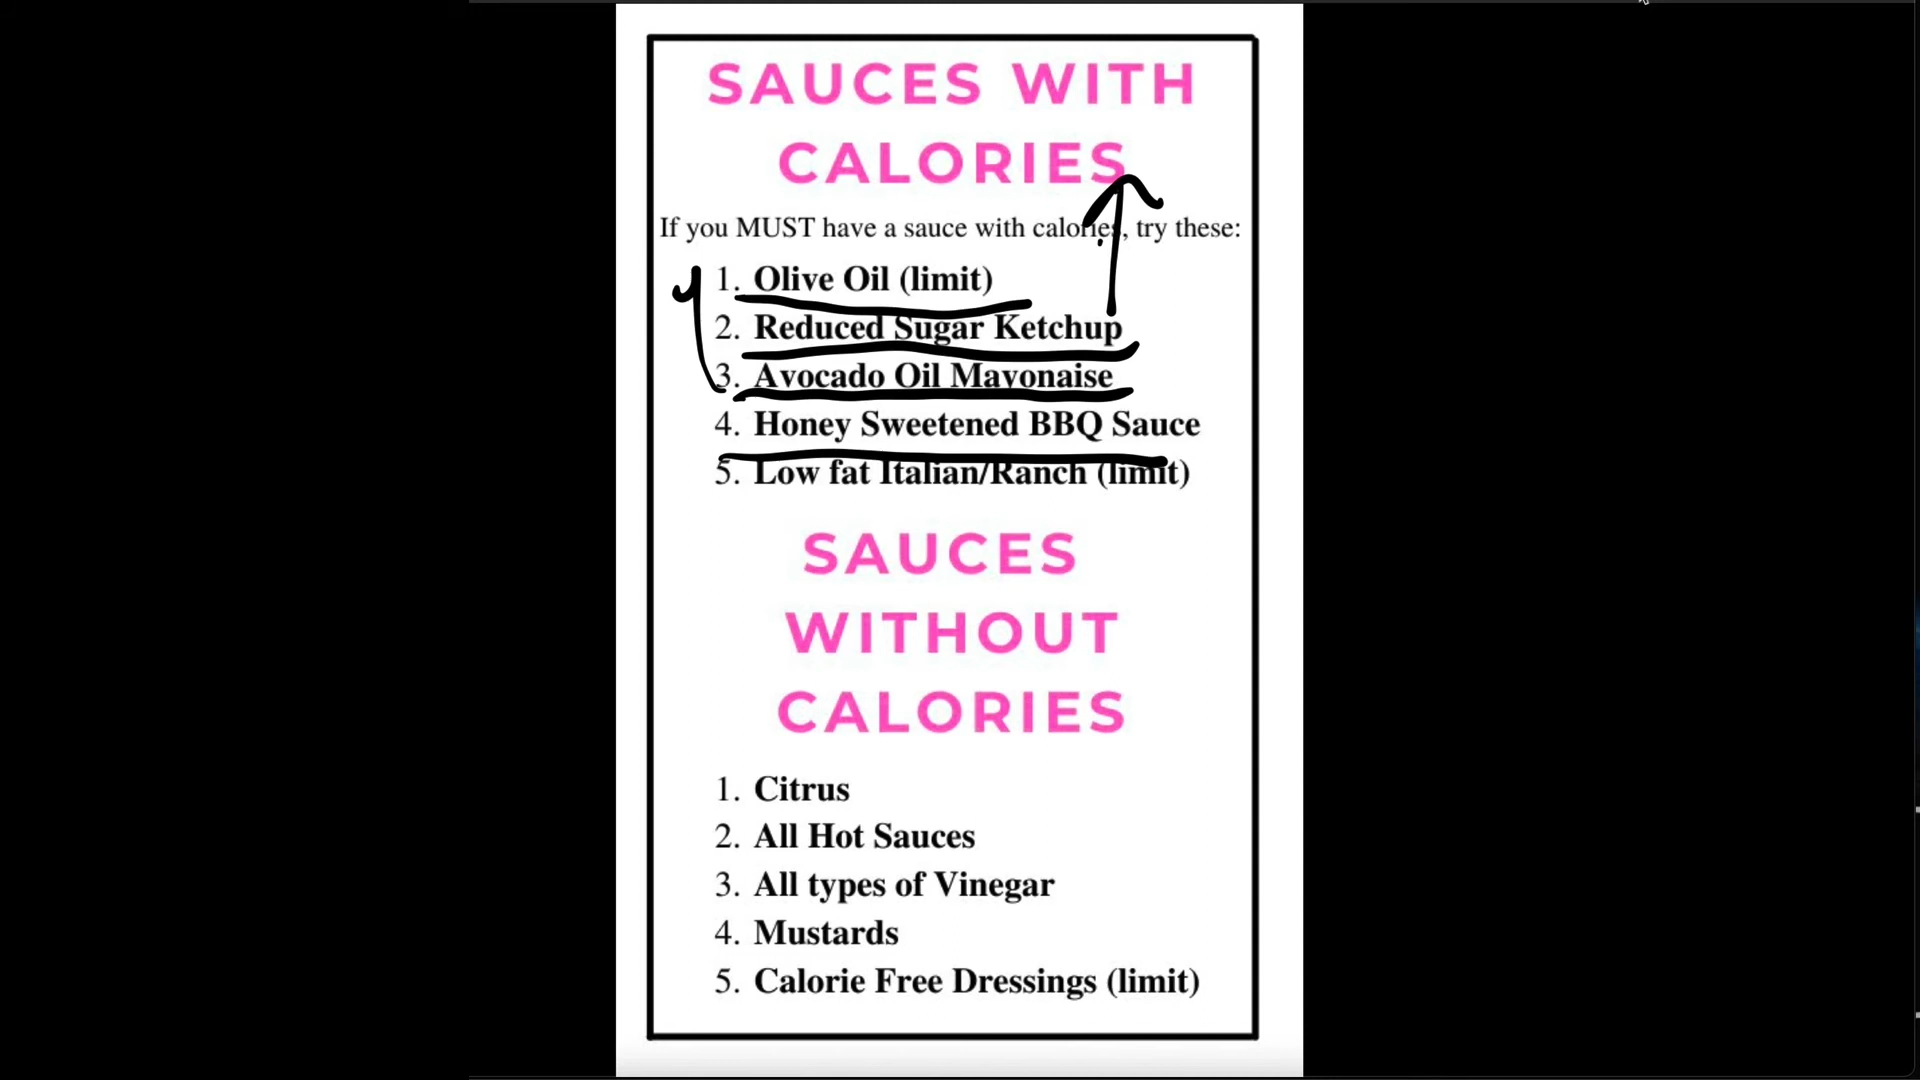 SAUCES WITH
CALORIES
If you MUST have a sauce with calories, try these:
1. Olive Oil (limit)
2. Reduced Sugar Ketchup
3. Avocado Oil Mayonaise
4. Honey Sweetened BBQ Sauce
5. Low fat Italian/Ranch (limit)
SAUCES
WITHOUT
CALORIES
1. Citrus
2. All Hot Sauces
3. All types of Vinegar
4. Mustards
5. Calorie Free Dressings (limit)